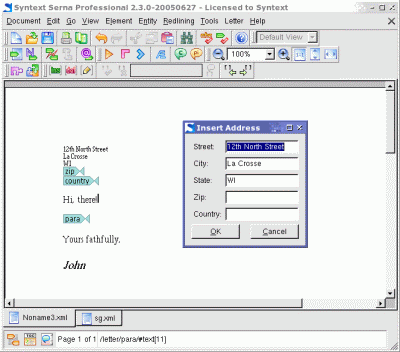 Syntext Serna Professional 2.3.0-20050627 - Licensed to Syntext
Document Edit Go View Element Entity Redlining Tools Letter Help
Default View
100%
12th North Street
La Crosse
WI
zip
country
Hi, there!
para
Yours fathfully,
John
Insert Address
Street: 12th North Street
City: La Crosse
State: WI
Zip:
Country:
OK Cancel
Noname3.xml sg.xml
Page 1 of 1 /letter/para/#text[11]